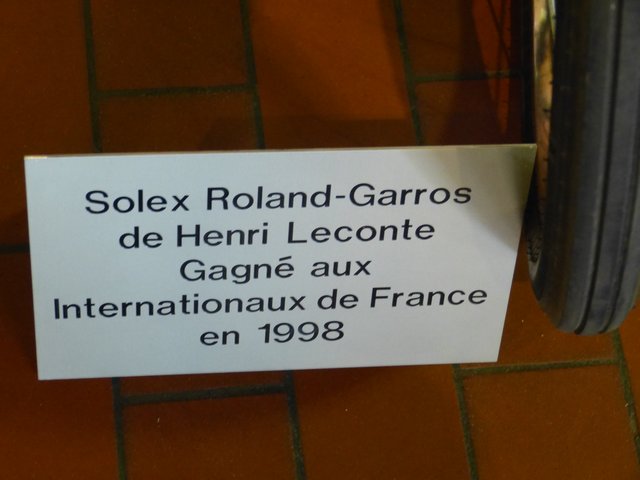 Solex Roland-Garros
de Henri Leconte
Gagné aux
Internationaux de France
en 1998